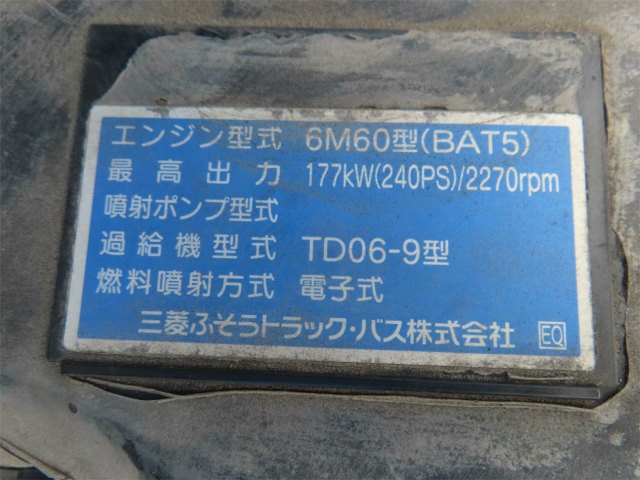 エンジン型式 6M60型(BAT5)
最高出力 177kW(240PS)/2270rpm
噴射ポンプ型式
過給機型式 TD06-9型
燃料噴射方式 電子式
三菱ふそうトラック・バス株式会社 EQ